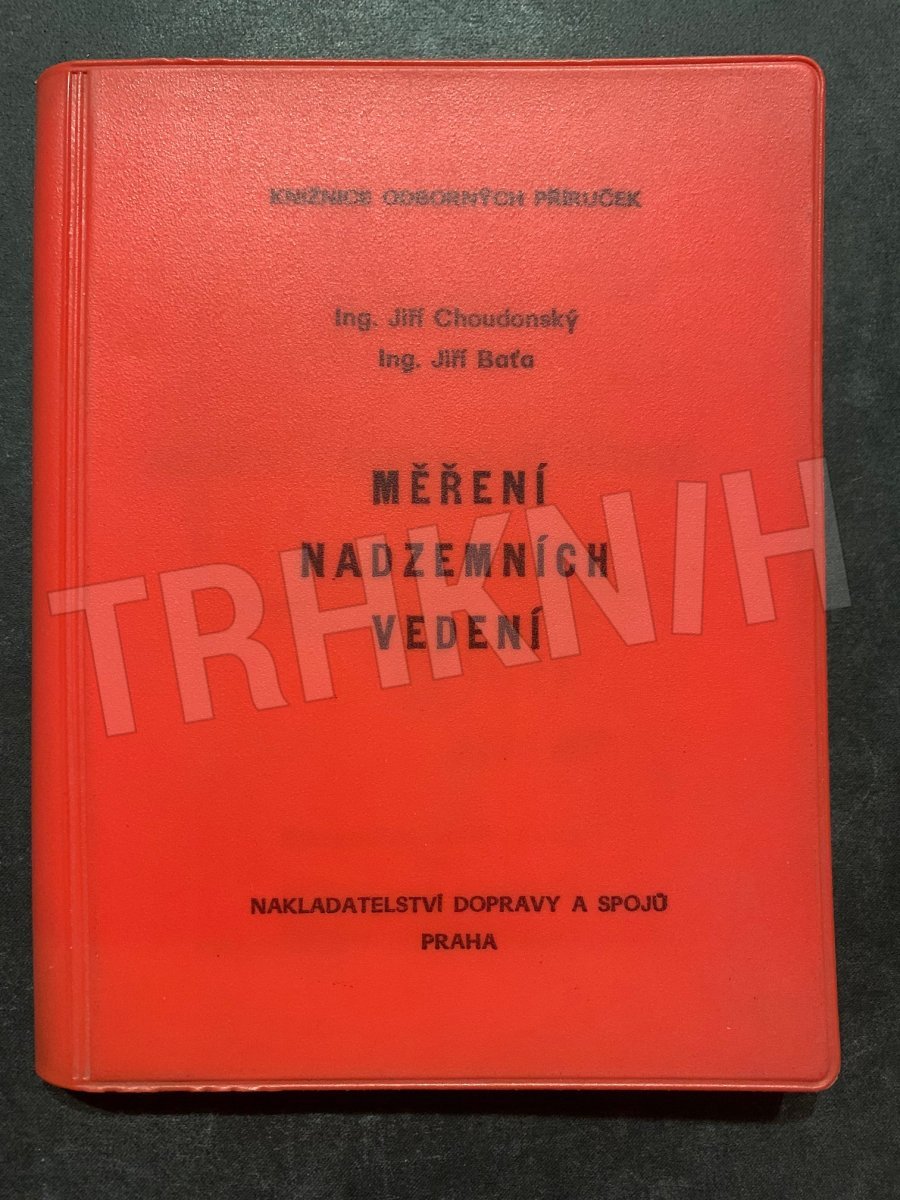 KNIŽNICE ODBORNÝCH PŘÍRUČEK
Ing. Jiří Choudonský
Ing. Jiří Baťa
MĚŘENÍ
NADZEMNÍCH
VEDENÍ
TRHKNIH
NAKLADATELSTVÍ DOPRAVY A SPOJŮ
PRAHA